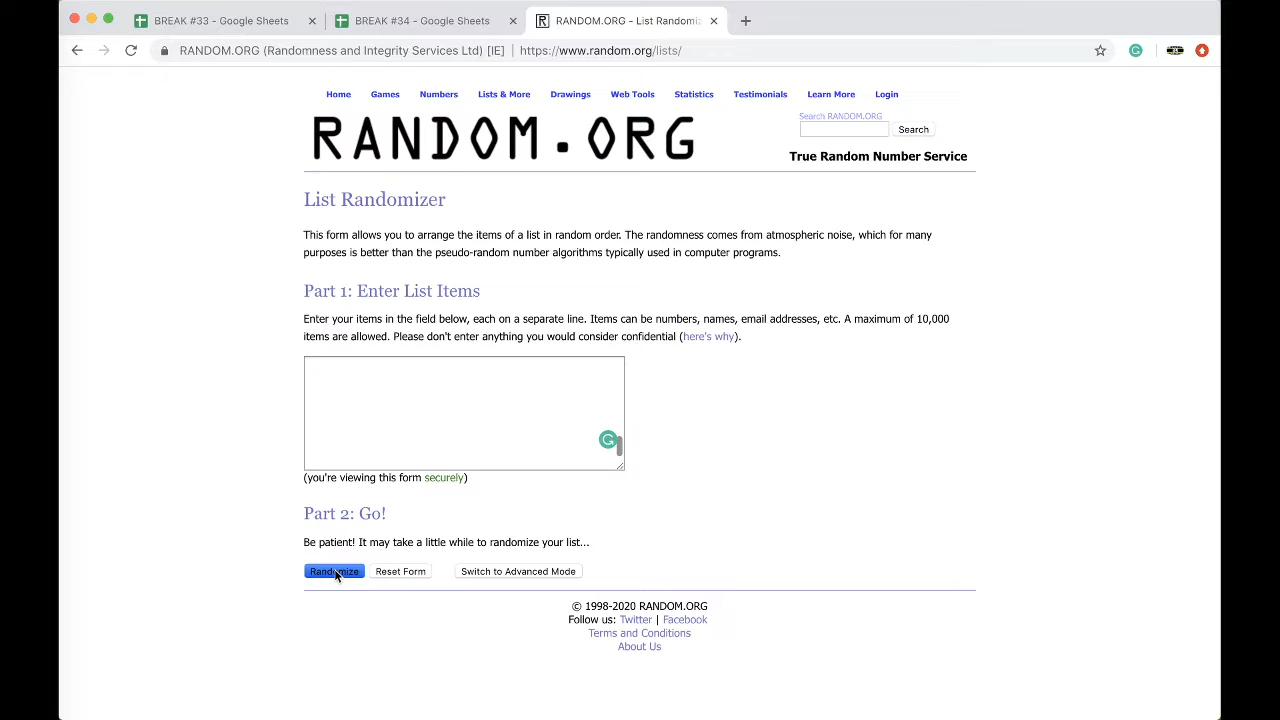 BREAK #33 - Google Sheets
BREAK #34 - Google Sheets
RANDOM.ORG - List Randomi
RANDOM.ORG (Randomness and Integrity Services Ltd) [IE]
https://www.random.org/lists/
Home Games Numbers Lists & More Drawings Web Tools Statistics Testimonials Learn More Login
RANDOM.ORG
Search RANDOM.ORG
Search
True Random Number Service
List Randomizer
This form allows you to arrange the items of a list in random order. The randomness comes from atmospheric noise, which for many
purposes is better than the pseudo-random number algorithms typically used in computer programs.
Part 1: Enter List Items
Enter your items in the field below, each on a separate line. Items can be numbers, names, email addresses, etc. A maximum of 10,000
items are allowed. Please don't enter anything you would consider confidential (here's why).
(you're viewing this form securely)
Part 2: Go!
Be patient! It may take a little while to randomize your list...
Randomize Reset Form Switch to Advanced Mode
© 1998-2020 RANDOM.ORG
Follow us: Twitter | Facebook
Terms and Conditions
About Us